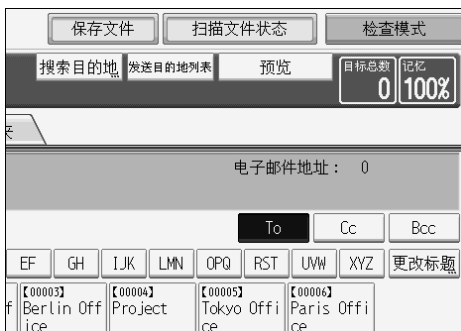 保存文件 扫描文件状态 检查模式
搜索目的地 发送目的地列表 预览 目标总数 0 记忆 100%
电子邮件地址： 0
To Cc Bcc
EF GH IJK LMN OPQ RST UVW XYZ 更改标题
【00003】 【00004】 【00005】 【00006】
f Berlin Off Project Tokyo Offi Paris Offi
ice ce ce